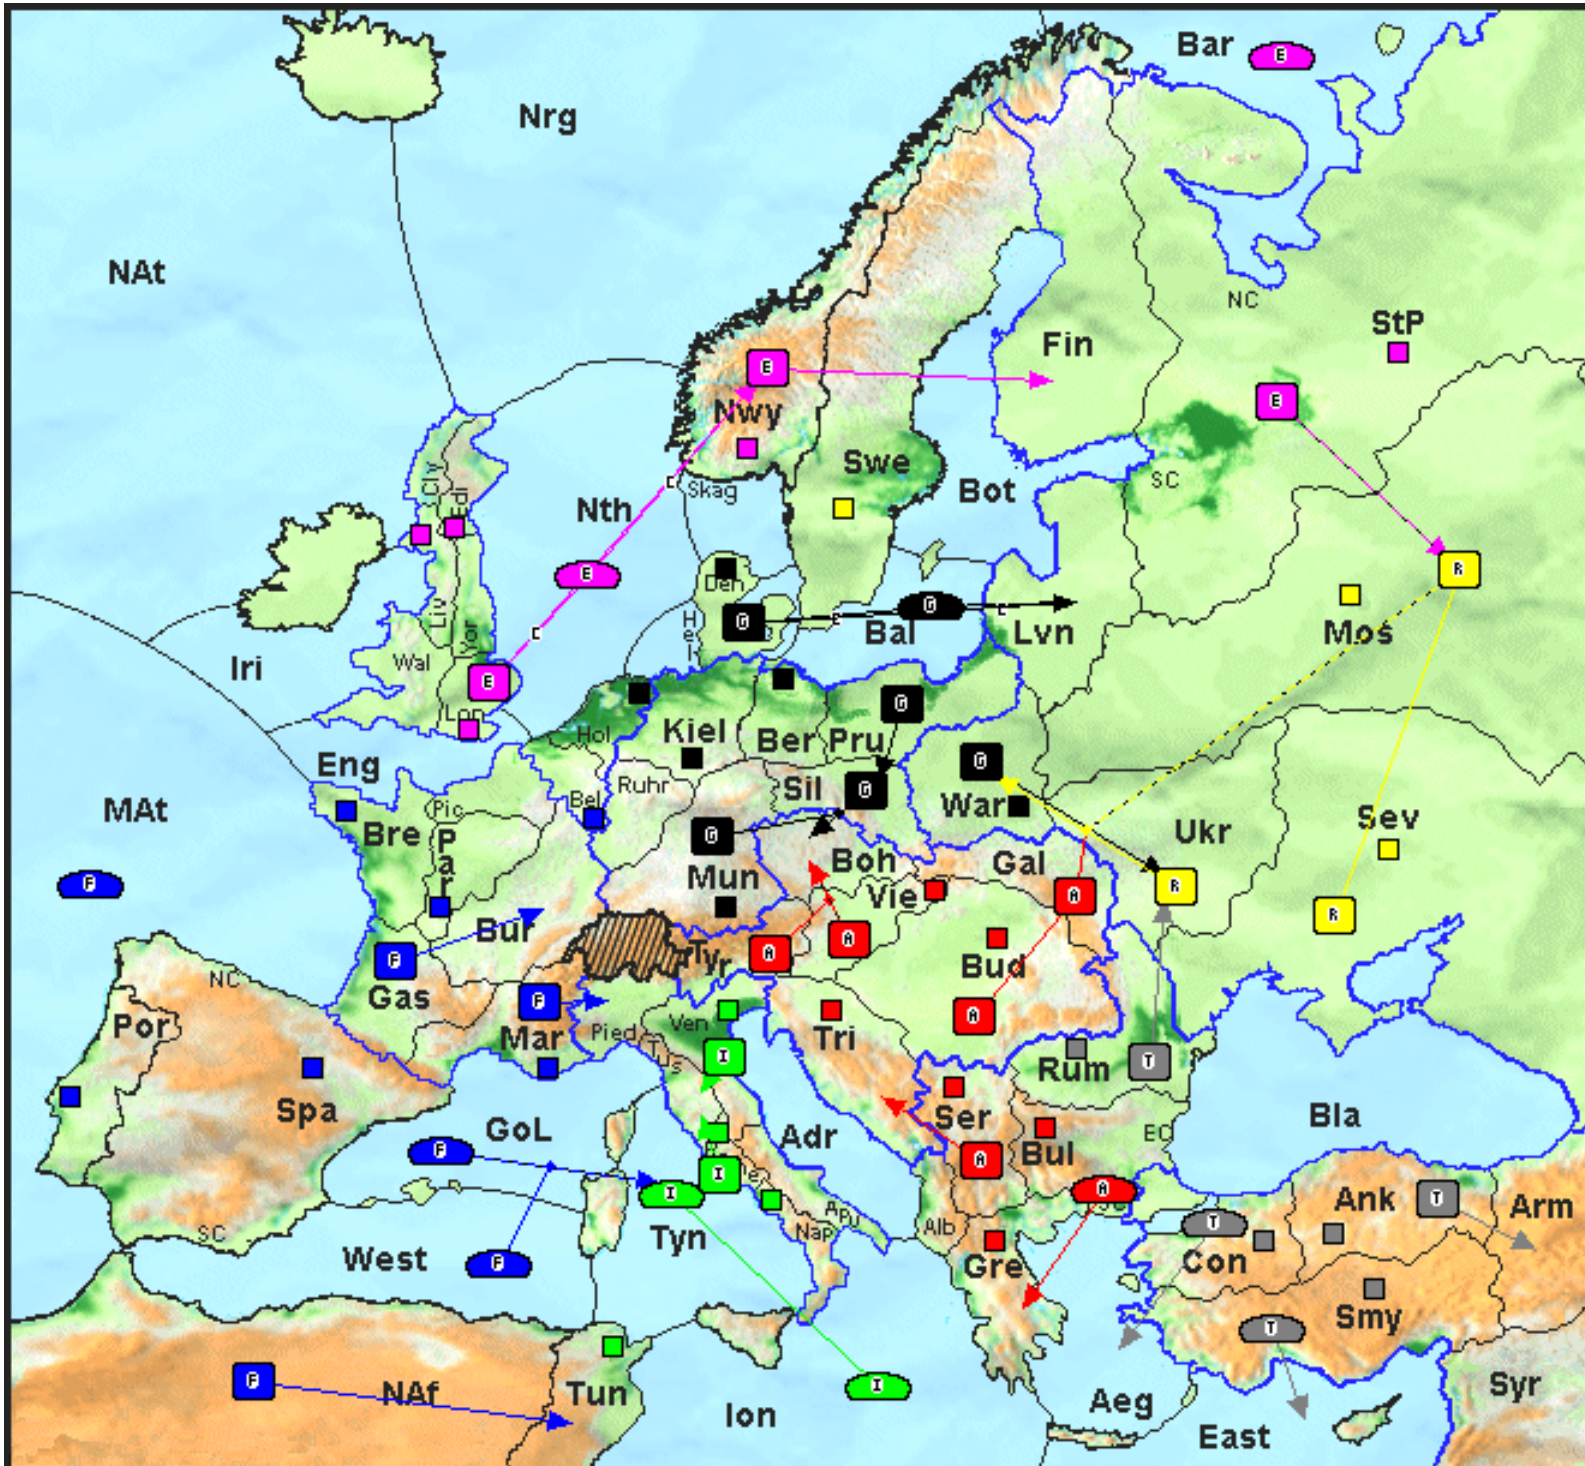 Bar
E
Nrg
NAt
NC
StP
Fin
E
E
Nwy
Swe
SC
Bot
Skag
Cly
Edi
Nth
E
R
Den
G
G
Bal
Lvn
Mos
Hel
Liv
Yor
Wal
Iri
E
Lon
G
Hol
Kiel
Ber
Pru
Eng
G
Ruhr
Sil
G
War
MAt
Pic
Bel
Bre
Par
G
Ukr
Sev
Boh
Gal
F
Mun
Vie
A
R
R
Bur
F
A
A
Bud
Tyr
NC
Gas
F
A
Por
Mar
Pied
Ven
Tri
Tus
I
Rum
T
Spa
GoL
Adr
Ser
Bla
Bul
EC
F
I
A
I
A
Ank
T
Arm
SC
Tyn
Nap
Apu
Alb
T
West
F
Gre
Con
Smy
T
F
NAf
Tun
I
Ion
Aeg
Syr
East